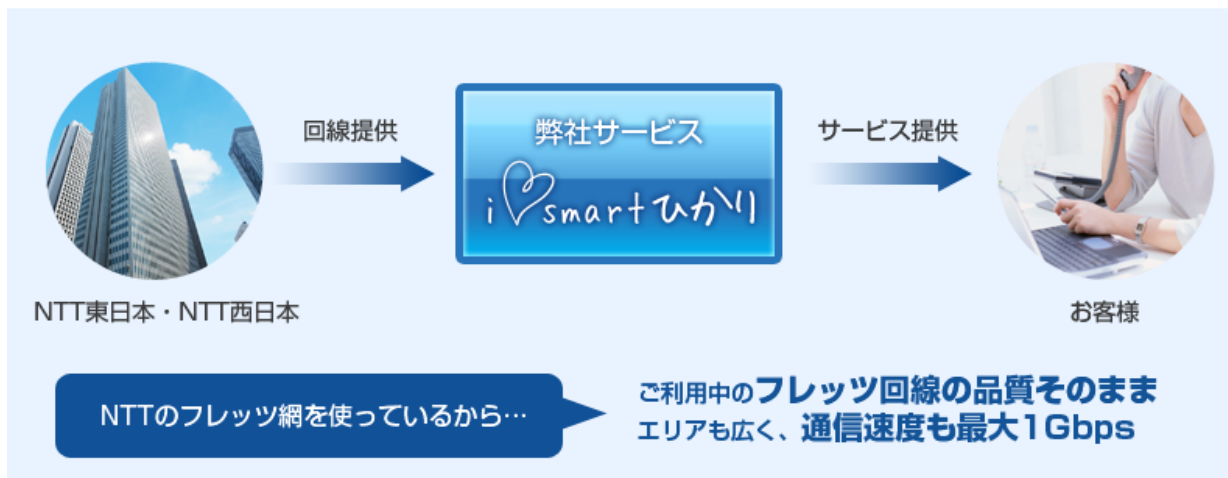 回線提供
弊社サービス
サービス提供
i♡smartひかり
NTT東日本・NTT西日本
お客様
NTTのフレッツ網を使っているから…
ご利用中のフレッツ回線の品質そのまま
エリアも広く、通信速度も最大1Gbps